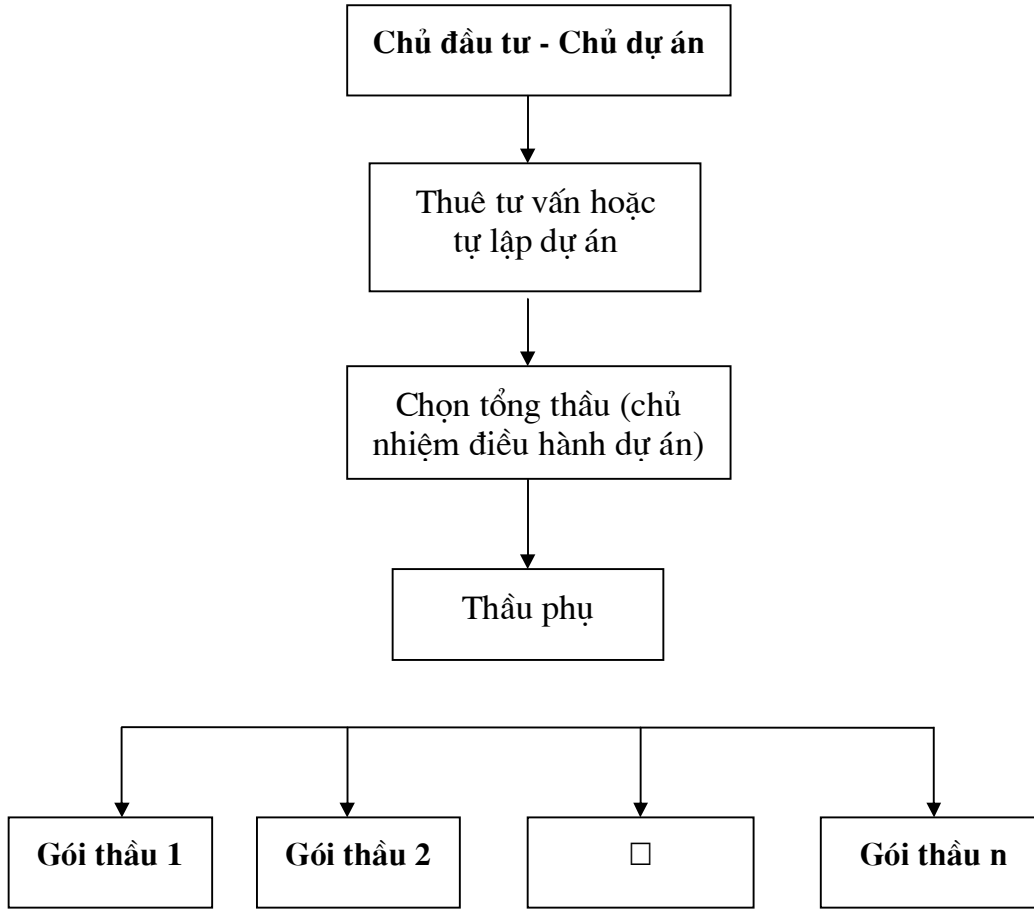 Chủ đầu tư - Chủ dự án
Thuê tư vấn hoặc
tự lập dự án
Chọn tổng thầu (chủ
nhiệm điều hành dự án)
Thầu phụ
Gói thầu 1
Gói thầu 2
□
Gói thầu n